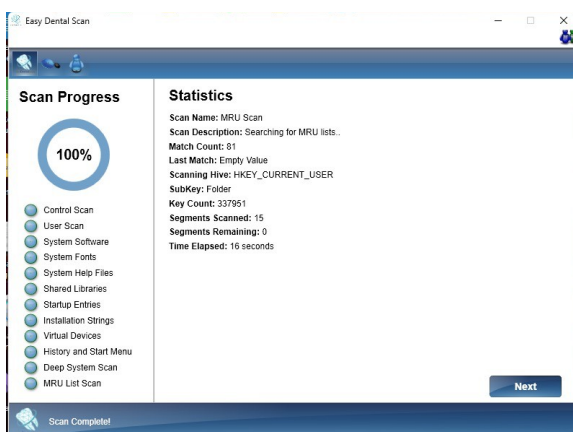 Easy Dental Scan
Scan Progress
100%
Control Scan
User Scan
System Software
System Fonts
System Help Files
Shared Libraries
Startup Entries
Installation Strings
Virtual Devices
History and Start Menu
Deep System Scan
MRU List Scan
Statistics
Scan Name: MRU Scan
Scan Description: Searching for MRU lists..
Match Count: 81
Last Match: Empty Value
Scanning Hive: HKEY_CURRENT_USER
SubKey: Folder
Key Count: 337951
Segments Scanned: 15
Segments Remaining: 0
Time Elapsed: 16 seconds
Next
Scan Complete!